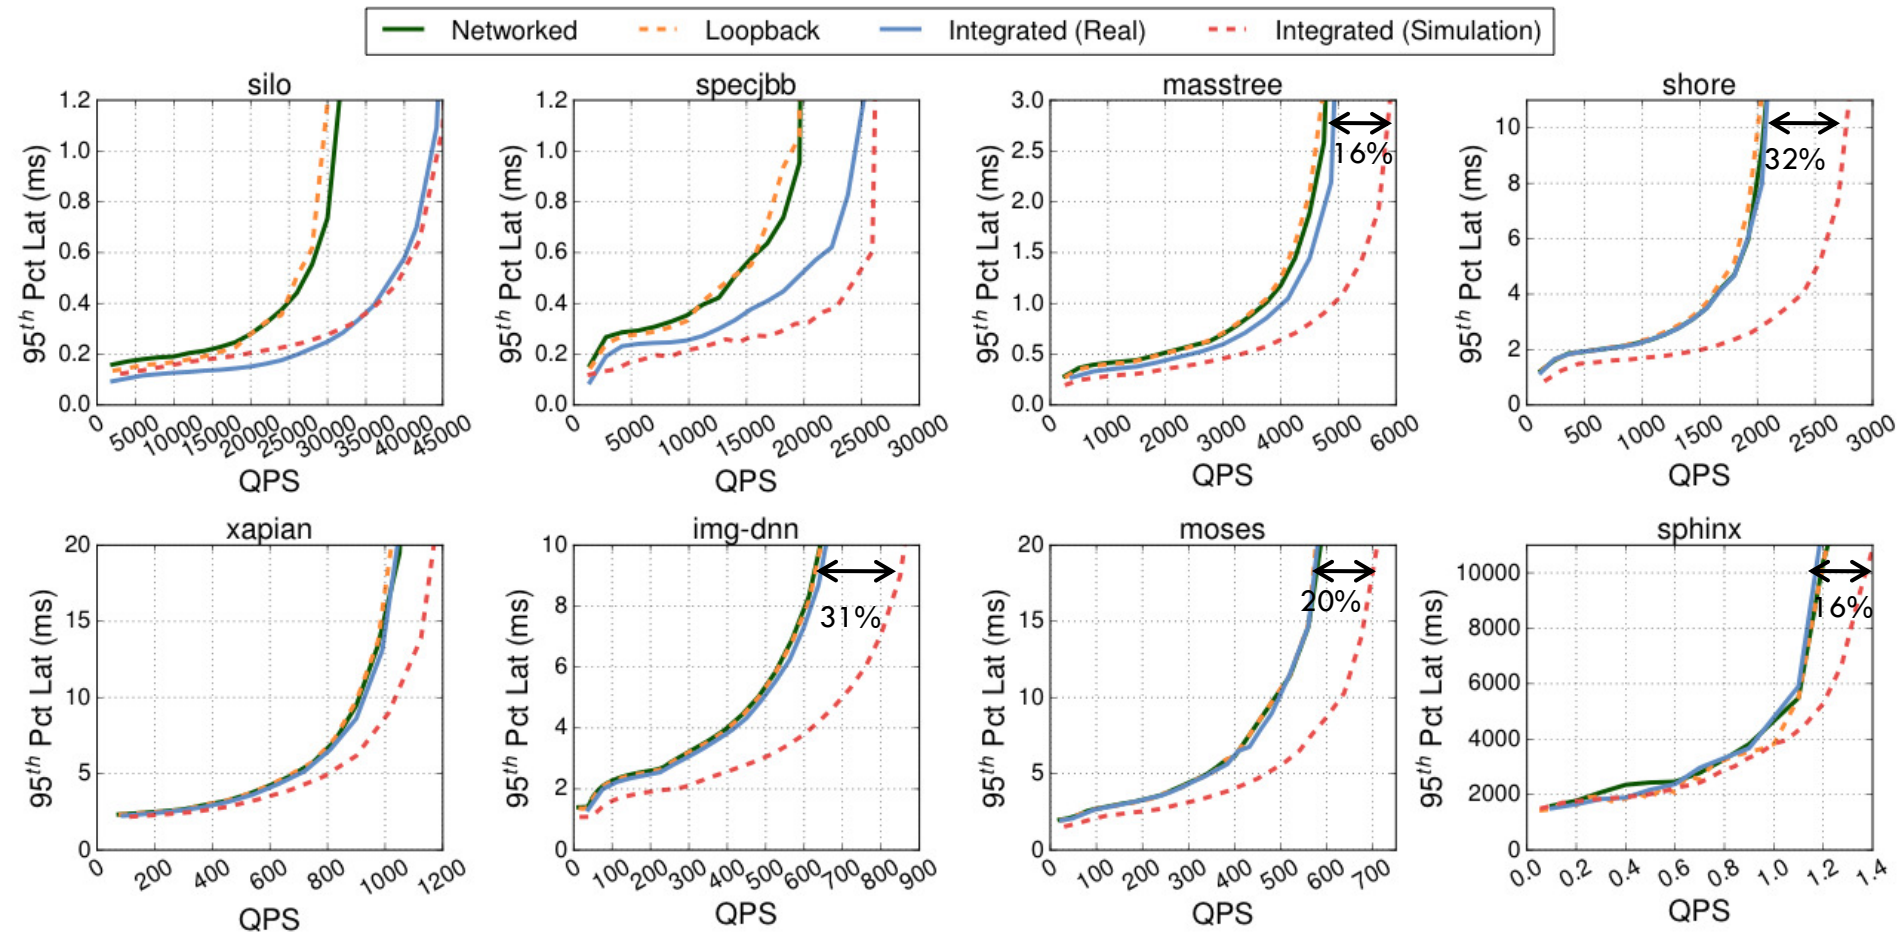 Networked Loopback Integrated (Real) Integrated (Simulation)
silo
1.2
1.0
0.8
0.6
0.4
0.2
0.0
95th Pct Lat (ms)
0 5000 10000 15000 20000 25000 30000 35000 40000 45000
QPS
specjbb
1.2
1.0
0.8
0.6
0.4
0.2
0.0
95th Pct Lat (ms)
0 5000 10000 15000 20000 25000 30000
QPS
masstree
3.0
2.5
2.0
1.5
1.0
0.5
0.0
95th Pct Lat (ms)
16%
0 1000 2000 3000 4000 5000 6000
QPS
shore
10
8
6
4
2
0
95th Pct Lat (ms)
32%
0 500 1000 1500 2000 2500 3000
QPS
xapian
20
15
10
5
0
95th Pct Lat (ms)
0 200 400 600 800 1000 1200
QPS
img-dnn
10
8
6
4
2
0
95th Pct Lat (ms)
31%
0 100 200 300 400 500 600 700 800 900
QPS
moses
20
15
10
5
0
95th Pct Lat (ms)
20%
0 100 200 300 400 500 600 700
QPS
sphinx
10000
8000
6000
4000
2000
0
95th Pct Lat (ms)
16%
0.0 0.2 0.4 0.6 0.8 1.0 1.2 1.4
QPS